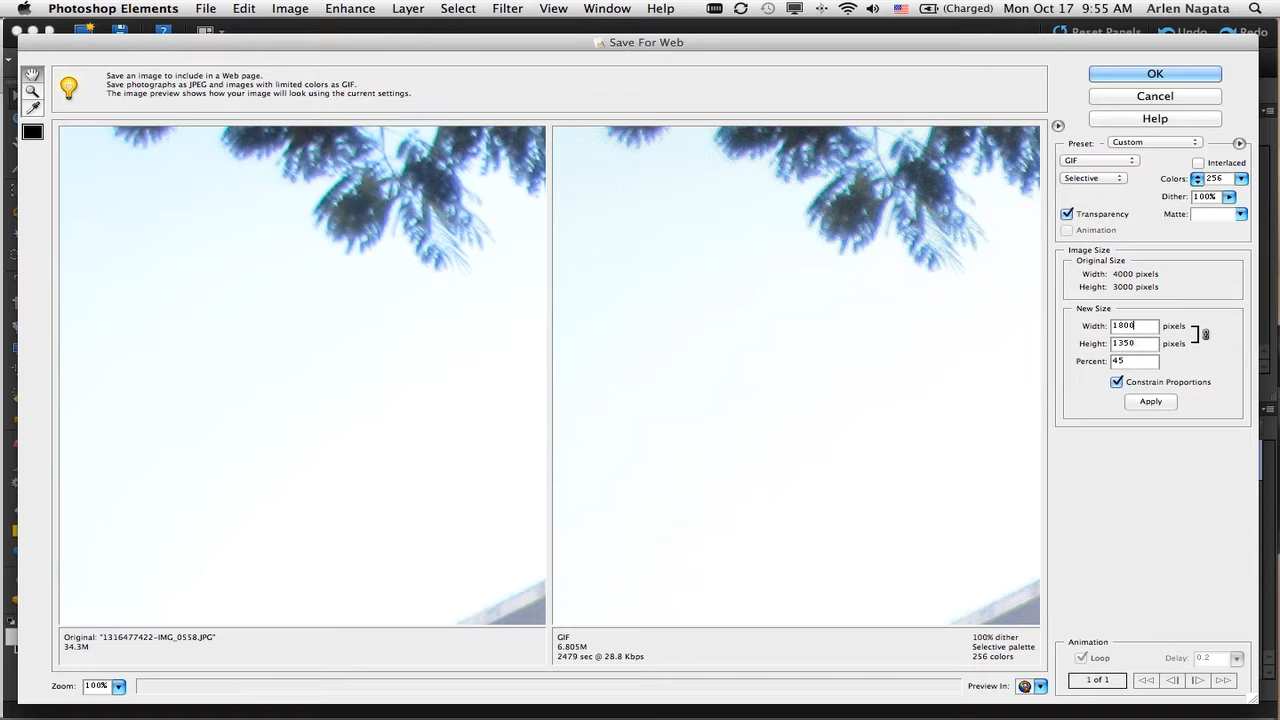 Photoshop Elements File Edit Image Enhance Layer Select Filter View Window Help (Charged) Mon Oct 17 9:55 AM Arlen Nagata
Reset Panels Undo Redo
Save For Web
Save an image to include in a Web page.
Save photographs as JPEG and images with limited colors as GIF.
The image preview shows how your image will look using the current settings.
OK
Cancel
Help
Preset: Custom
GIF Interlaced
Selective Colors: 256
Dither: 100%
Transparency Matte:
Animation
Image Size
Original Size
Width: 4000 pixels
Height: 3000 pixels
New Size
Width: 1800 pixels
Height: 1350 pixels
Percent: 45
Constrain Proportions
Apply
Original: "1316477422-IMG_0558.JPG"
34.3M
GIF 100% dither
6.805M Selective palette
2479 sec @ 28.8 Kbps 256 colors
Animation
Loop Delay: 0.2
1 of 1
Zoom: 100% Preview In: